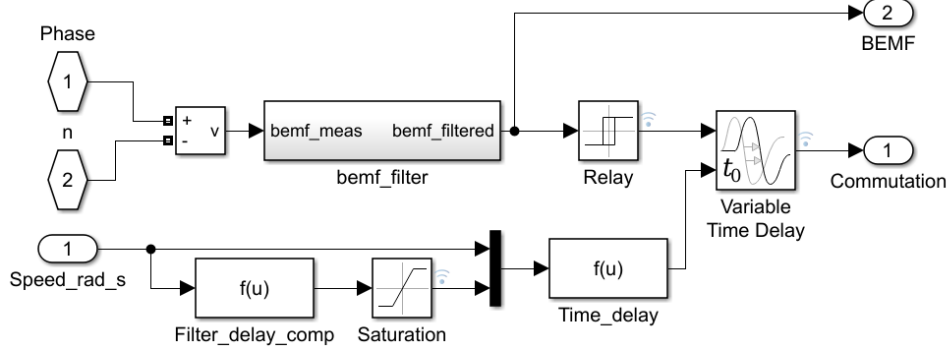 Phase
1
n
2
+
-
v
bemf_meas
bemf_filtered
bemf_filter
Relay
2
BEMF
t0
Variable
Time Delay
1
Commutation
1
Speed_rad_s
f(u)
Filter_delay_comp
Saturation
f(u)
Time_delay